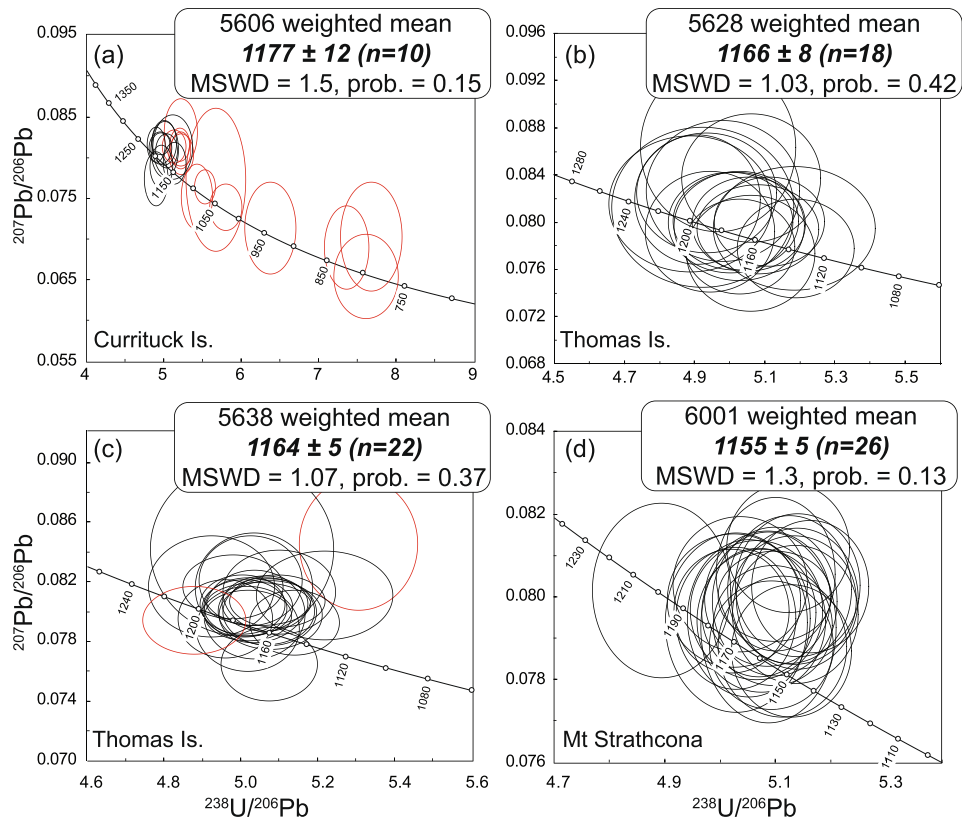 5606 weighted mean
1177 ± 12 (n=10)
MSWD = 1.5, prob. = 0.15
(a)
0.095
0.085
0.075
0.065
0.055
207Pb/206Pb
1350
1250
1150
1050
950
850
750
Currituck Is.
4 5 6 7 8 9
5628 weighted mean
1166 ± 8 (n=18)
MSWD = 1.03, prob. = 0.42
(b)
0.096
0.092
0.088
0.084
0.080
0.076
0.072
0.068
1280
1240
1200
1160
1120
1080
Thomas Is.
4.5 4.7 4.9 5.1 5.3 5.5
5638 weighted mean
1164 ± 5 (n=22)
MSWD = 1.07, prob. = 0.37
(c)
0.090
0.086
0.082
0.078
0.074
0.070
207Pb/206Pb
1240
1200
1160
1120
1080
Thomas Is.
4.6 4.8 5.0 5.2 5.4 5.6
238U/206Pb
6001 weighted mean
1155 ± 5 (n=26)
MSWD = 1.3, prob. = 0.13
(d)
0.084
0.082
0.080
0.078
0.076
1230
1210
1190
1170
1150
1130
1110
Mt Strathcona
4.7 4.9 5.1 5.3
238U/206Pb